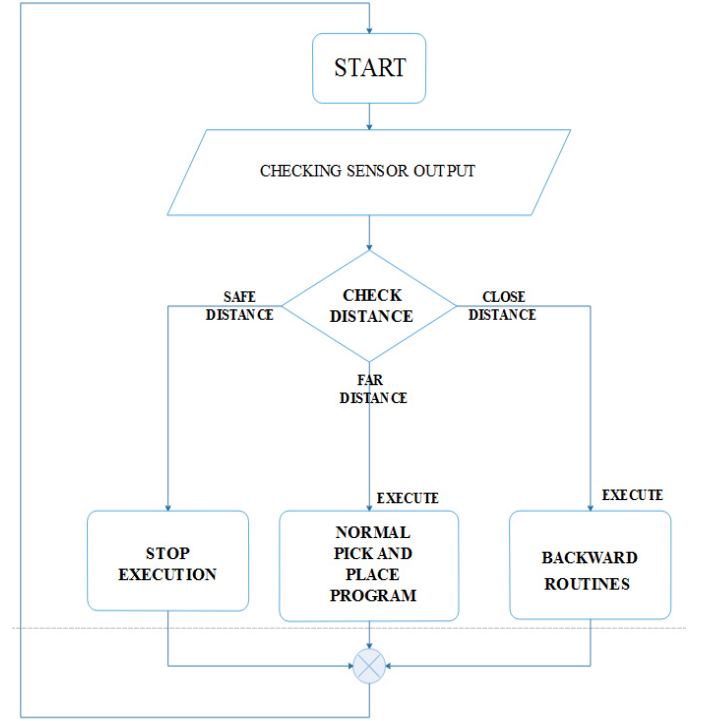 START
CHECKING SENSOR OUTPUT
SAFE
DISTANCE
CHECK
DISTANCE
CLOSE
DISTANCE
FAR
DISTANCE
EXECUTE
EXECUTE
STOP
EXECUTION
NORMAL
PICK AND
PLACE
PROGRAM
BACKWARD
ROUTINES